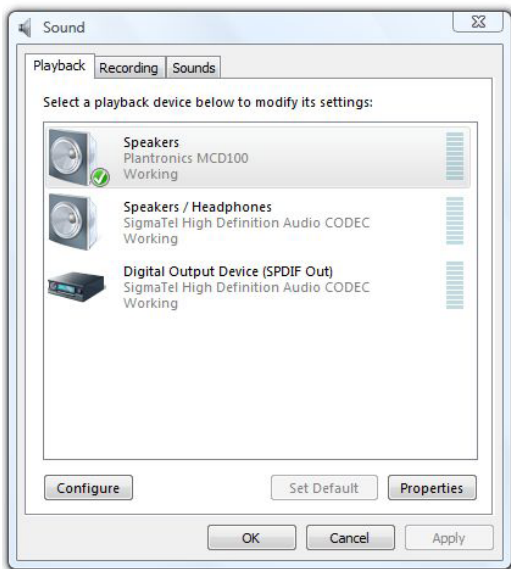 Sound
Playback Recording Sounds
Select a playback device below to modify its settings:
Speakers
Plantronics MCD100
Working
Speakers / Headphones
SigmaTel High Definition Audio CODEC
Working
Digital Output Device (SPDIF Out)
SigmaTel High Definition Audio CODEC
Working
Configure Set Default Properties
OK Cancel Apply